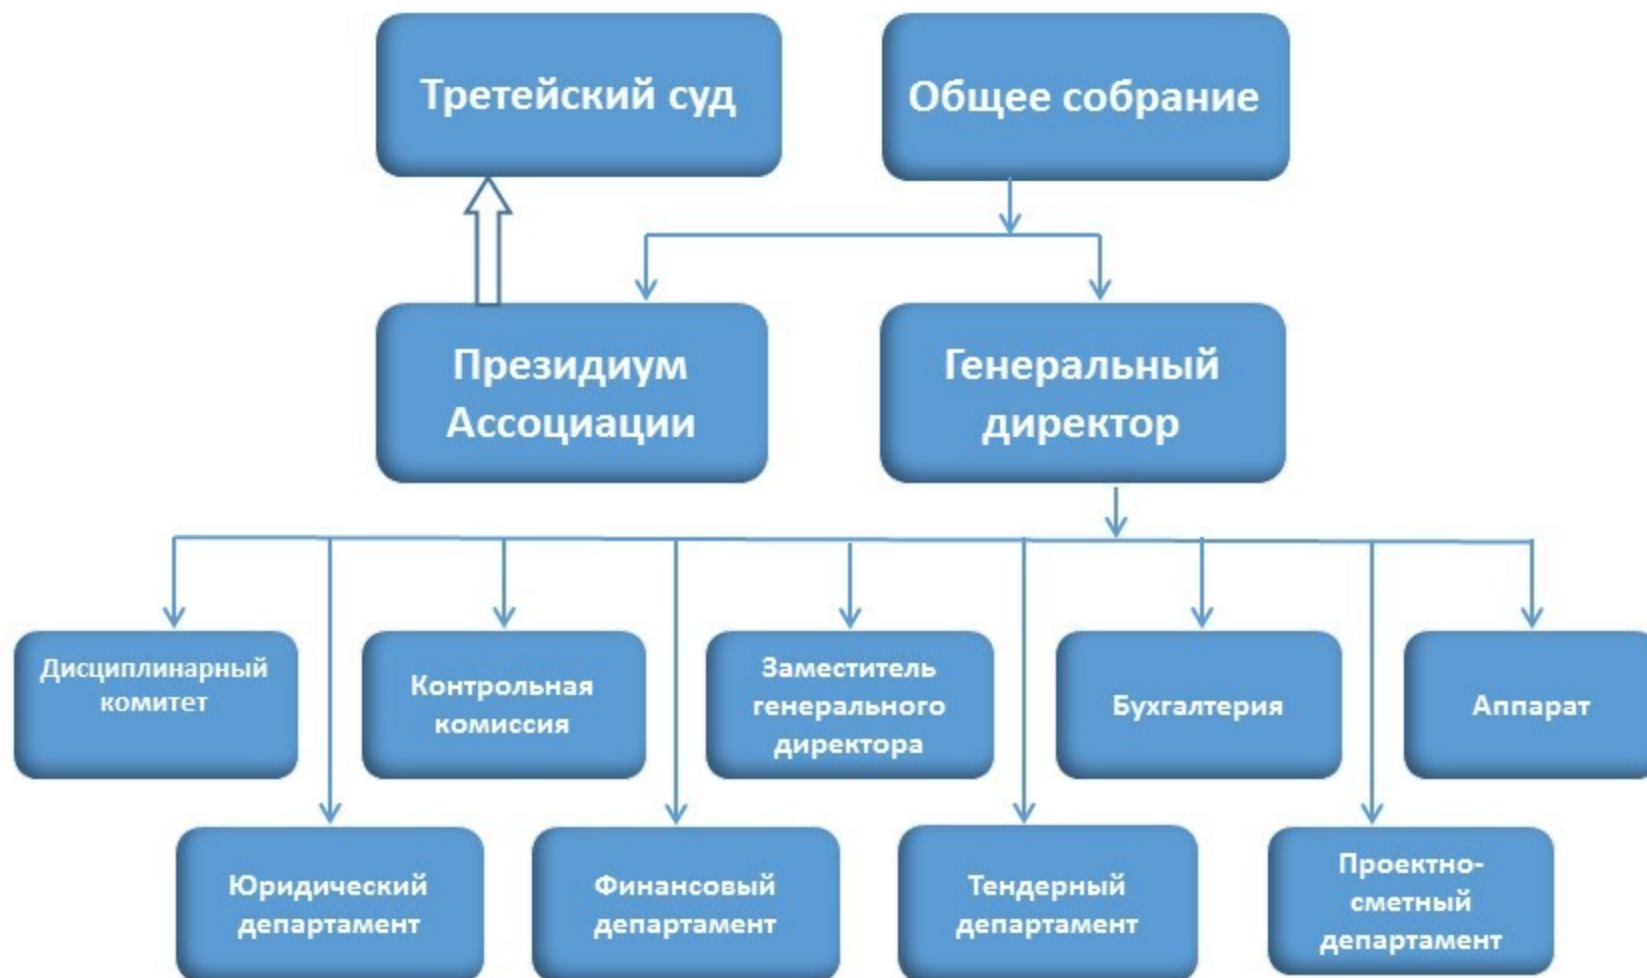 Третейский суд
Общее собрание
Президиум
Ассоциации
Генеральный
директор
Дисциплинарный
комитет
Контрольная
комиссия
Заместитель
генерального
директора
Бухгалтерия
Аппарат
Юридический
департамент
Финансовый
департамент
Тендерный
департамент
Проектно-
сметный
департамент